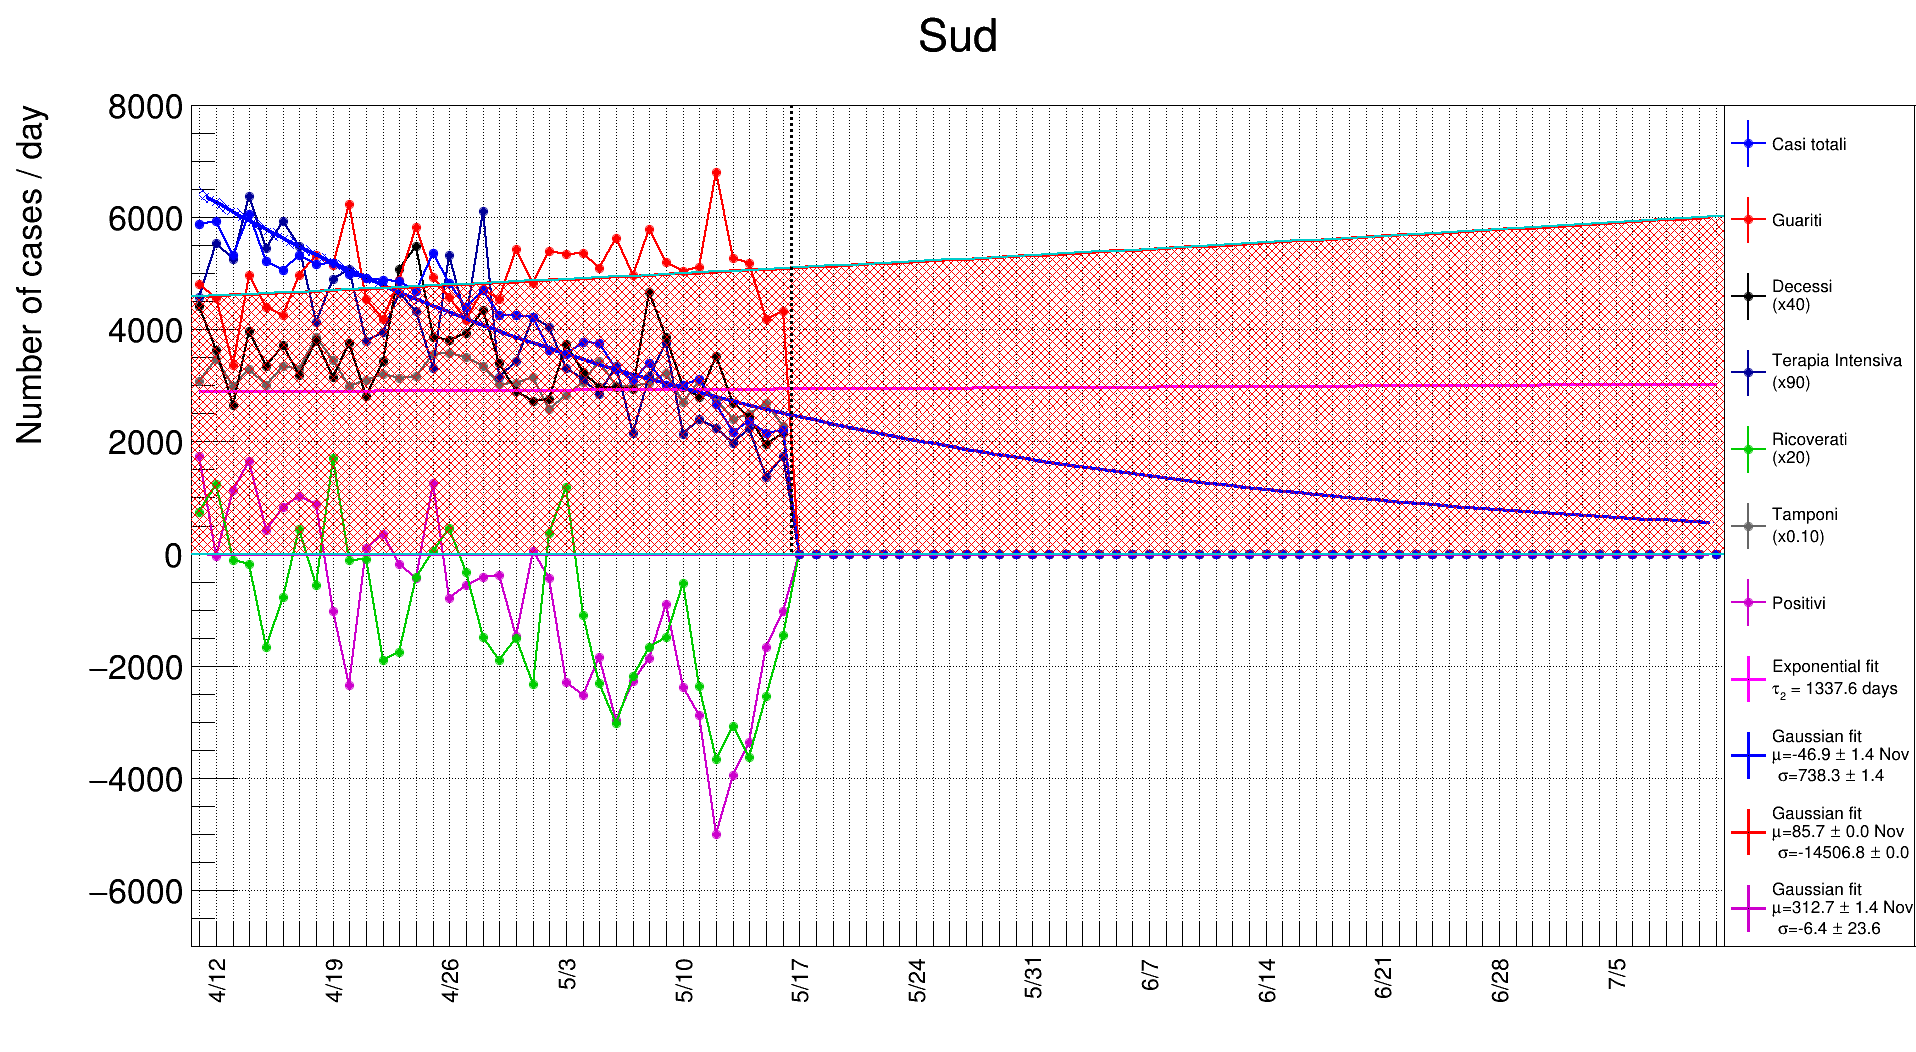 Sud
Number of cases / day
8000
6000
4000
2000
0
−2000
−4000
−6000
4/12
4/19
4/26
5/3
5/10
5/17
5/24
5/31
6/7
6/14
6/21
6/28
7/5
Casi totali
Guariti
Decessi
(x40)
Terapia Intensiva
(x90)
Ricoverati
(x20)
Tamponi
(x0.10)
Positivi
Exponential fit
τ2 = 1337.6 days
Gaussian fit
μ=-46.9 ± 1.4 Nov
σ=738.3 ± 1.4
Gaussian fit
μ=85.7 ± 0.0 Nov
σ=-14506.8 ± 0.0
Gaussian fit
μ=312.7 ± 1.4 Nov
σ=-6.4 ± 23.6